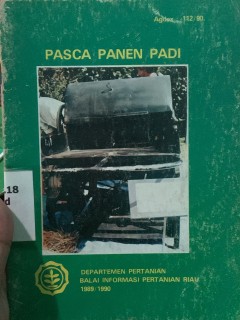 Agdex : 152/80
PASCA PANEN PADI
18
d
DEPARTEMEN PERTANIAN
BALAI INFORMASI PERTANIAN RIAU
1989/1990